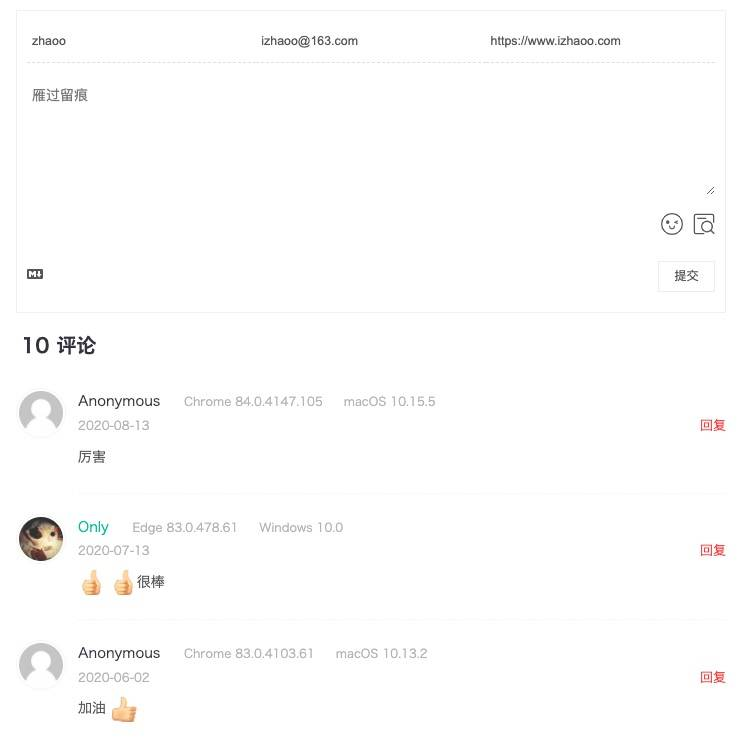 zhaoo izhaoo@163.com https://www.izhaoo.com
雁过留痕
M↓
提交
10 评论
Anonymous Chrome 84.0.4147.105 macOS 10.15.5
2020-08-13 回复
厉害
Only Edge 83.0.478.61 Windows 10.0
2020-07-13 回复
👍 👍很棒
Anonymous Chrome 83.0.4103.61 macOS 10.13.2
2020-06-02 回复
加油